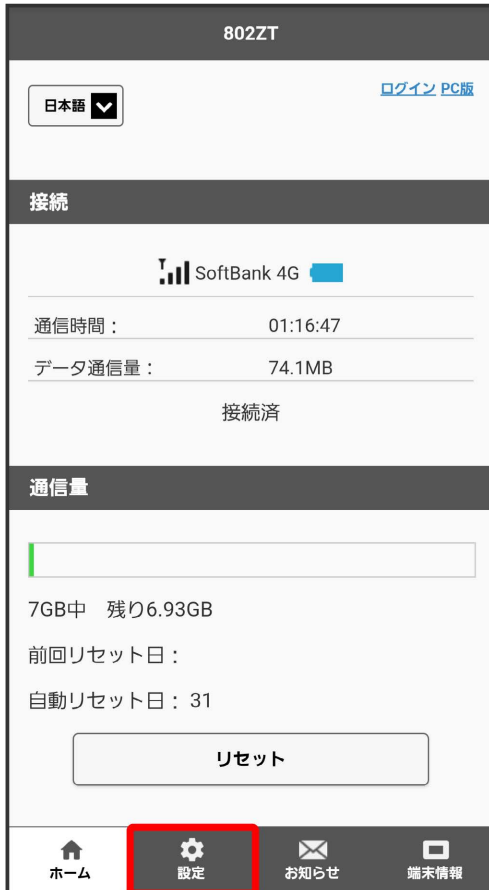 802ZT
日本語
ログイン PC版
接続
SoftBank 4G
通信時間： 01:16:47
データ通信量： 74.1MB
接続済
通信量
7GB中 残り6.93GB
前回リセット日：
自動リセット日：31
リセット
ホーム 設定 お知らせ 端末情報